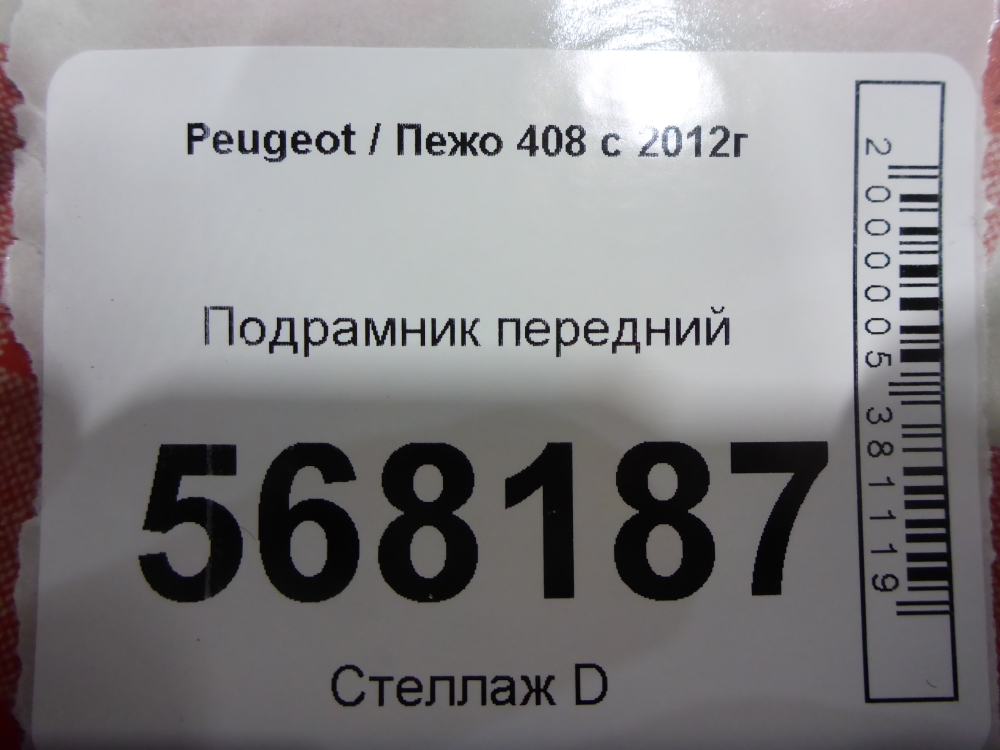 Peugeot / Пежо 408 с 2012г
Подрамник передний
568187
Стеллаж D
2000005381119